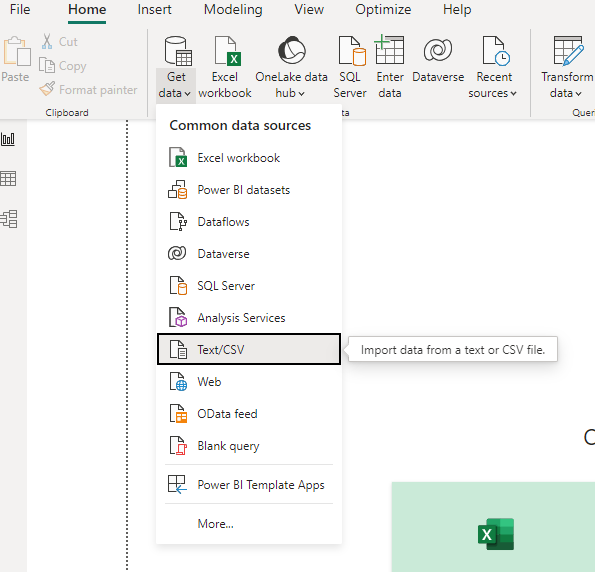 File Home Insert Modeling View Optimize Help
Paste
Cut
Copy
Format painter
Clipboard
Get data
Excel workbook
OneLake data hub
SQL Server
Enter data
Dataverse
Recent sources
Transform data
ta
Quer
Common data sources
Excel workbook
Power BI datasets
Dataflows
Dataverse
SQL Server
Analysis Services
Text/CSV
Import data from a text or CSV file.
Web
OData feed
Blank query
Power BI Template Apps
More...